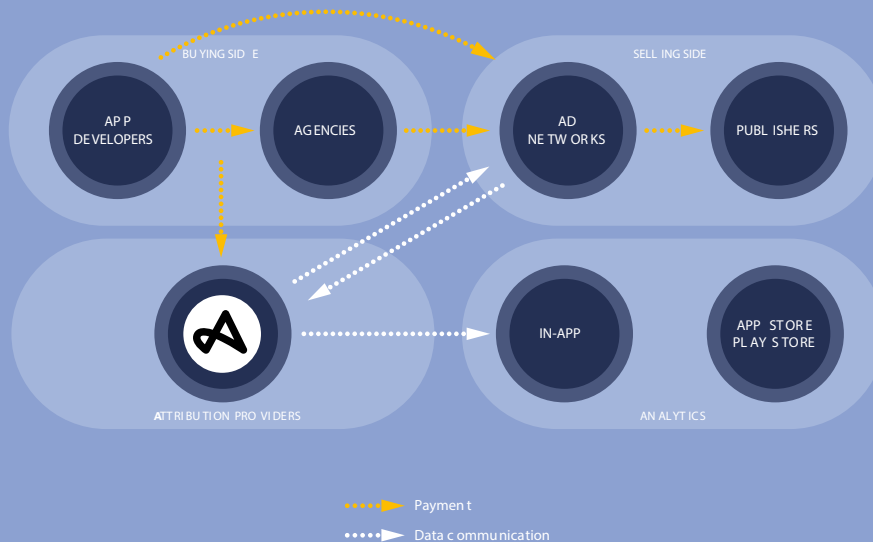 BUYING SIDE
SELLING SIDE
APP
DEVELOPERS
AGENCIES
AD
NETWORKS
PUBLISHERS
IN-APP
APP STORE
PLAY STORE
ATTRIBUTION PROVIDERS
ANALYTICS
Payment
Data communication